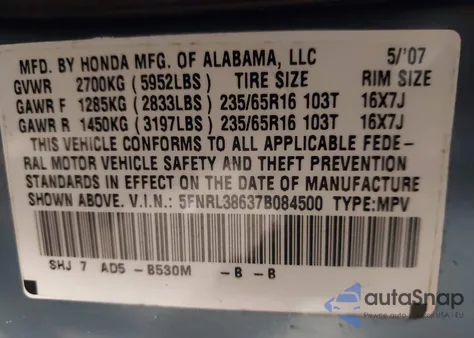 MFD. BY HONDA MFG. OF ALABAMA, LLC 5/'07
GVWR 2700KG (5952LBS) TIRE SIZE RIM SIZE
GAWR F 1285KG (2833LBS) 235/65R16 103T 16X7J
GAWR R 1450KG (3197LBS) 235/65R16 103T 16X7J
THIS VEHICLE CONFORMS TO ALL APPLICABLE FEDE-
RAL MOTOR VEHICLE SAFETY AND THEFT PREVENTION
STANDARDS IN EFFECT ON THE DATE OF MANUFACTURE
SHOWN ABOVE. V.I.N.: 5FNRL38637B084500 TYPE:MPV
SHJ 7 AD5 -B530M -B -B
autoSnap